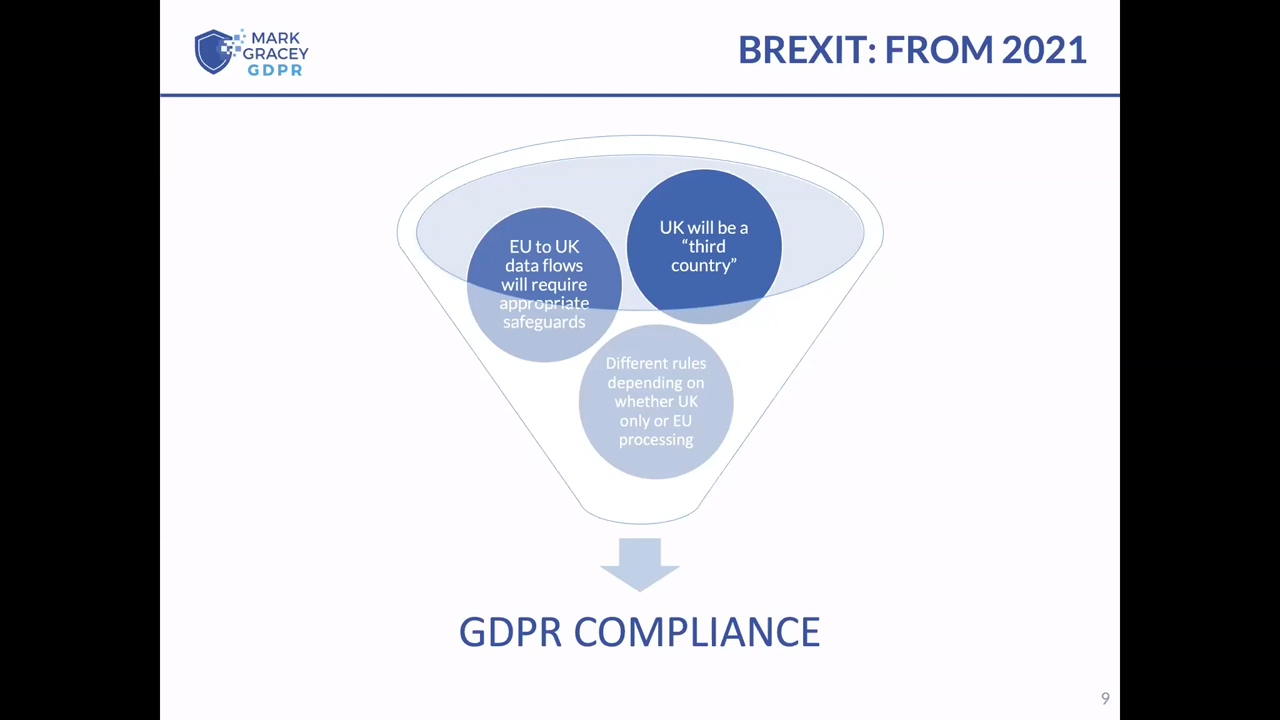 MARK
GRACEY
GDPR
BREXIT: FROM 2021
EU to UK
data flows
will require
appropriate
safeguards
UK will be a
“third
country”
Different rules
depending on
whether UK
only or EU
processing
GDPR COMPLIANCE
9